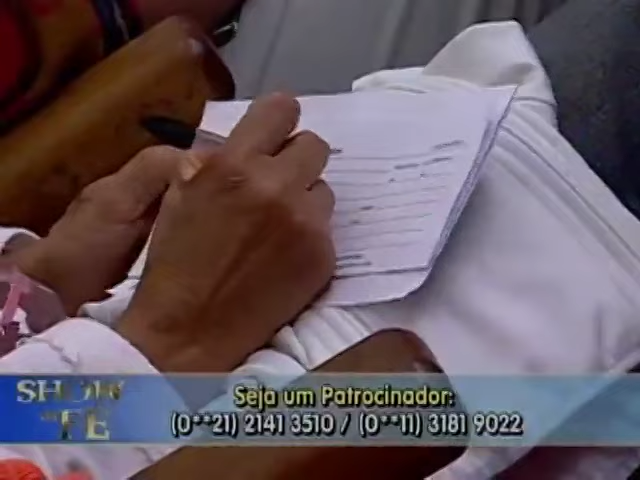 SHOW
DA FÉ
Seja um Patrocinador:
(0**21) 2141 3510 / (0**11) 3181 9022